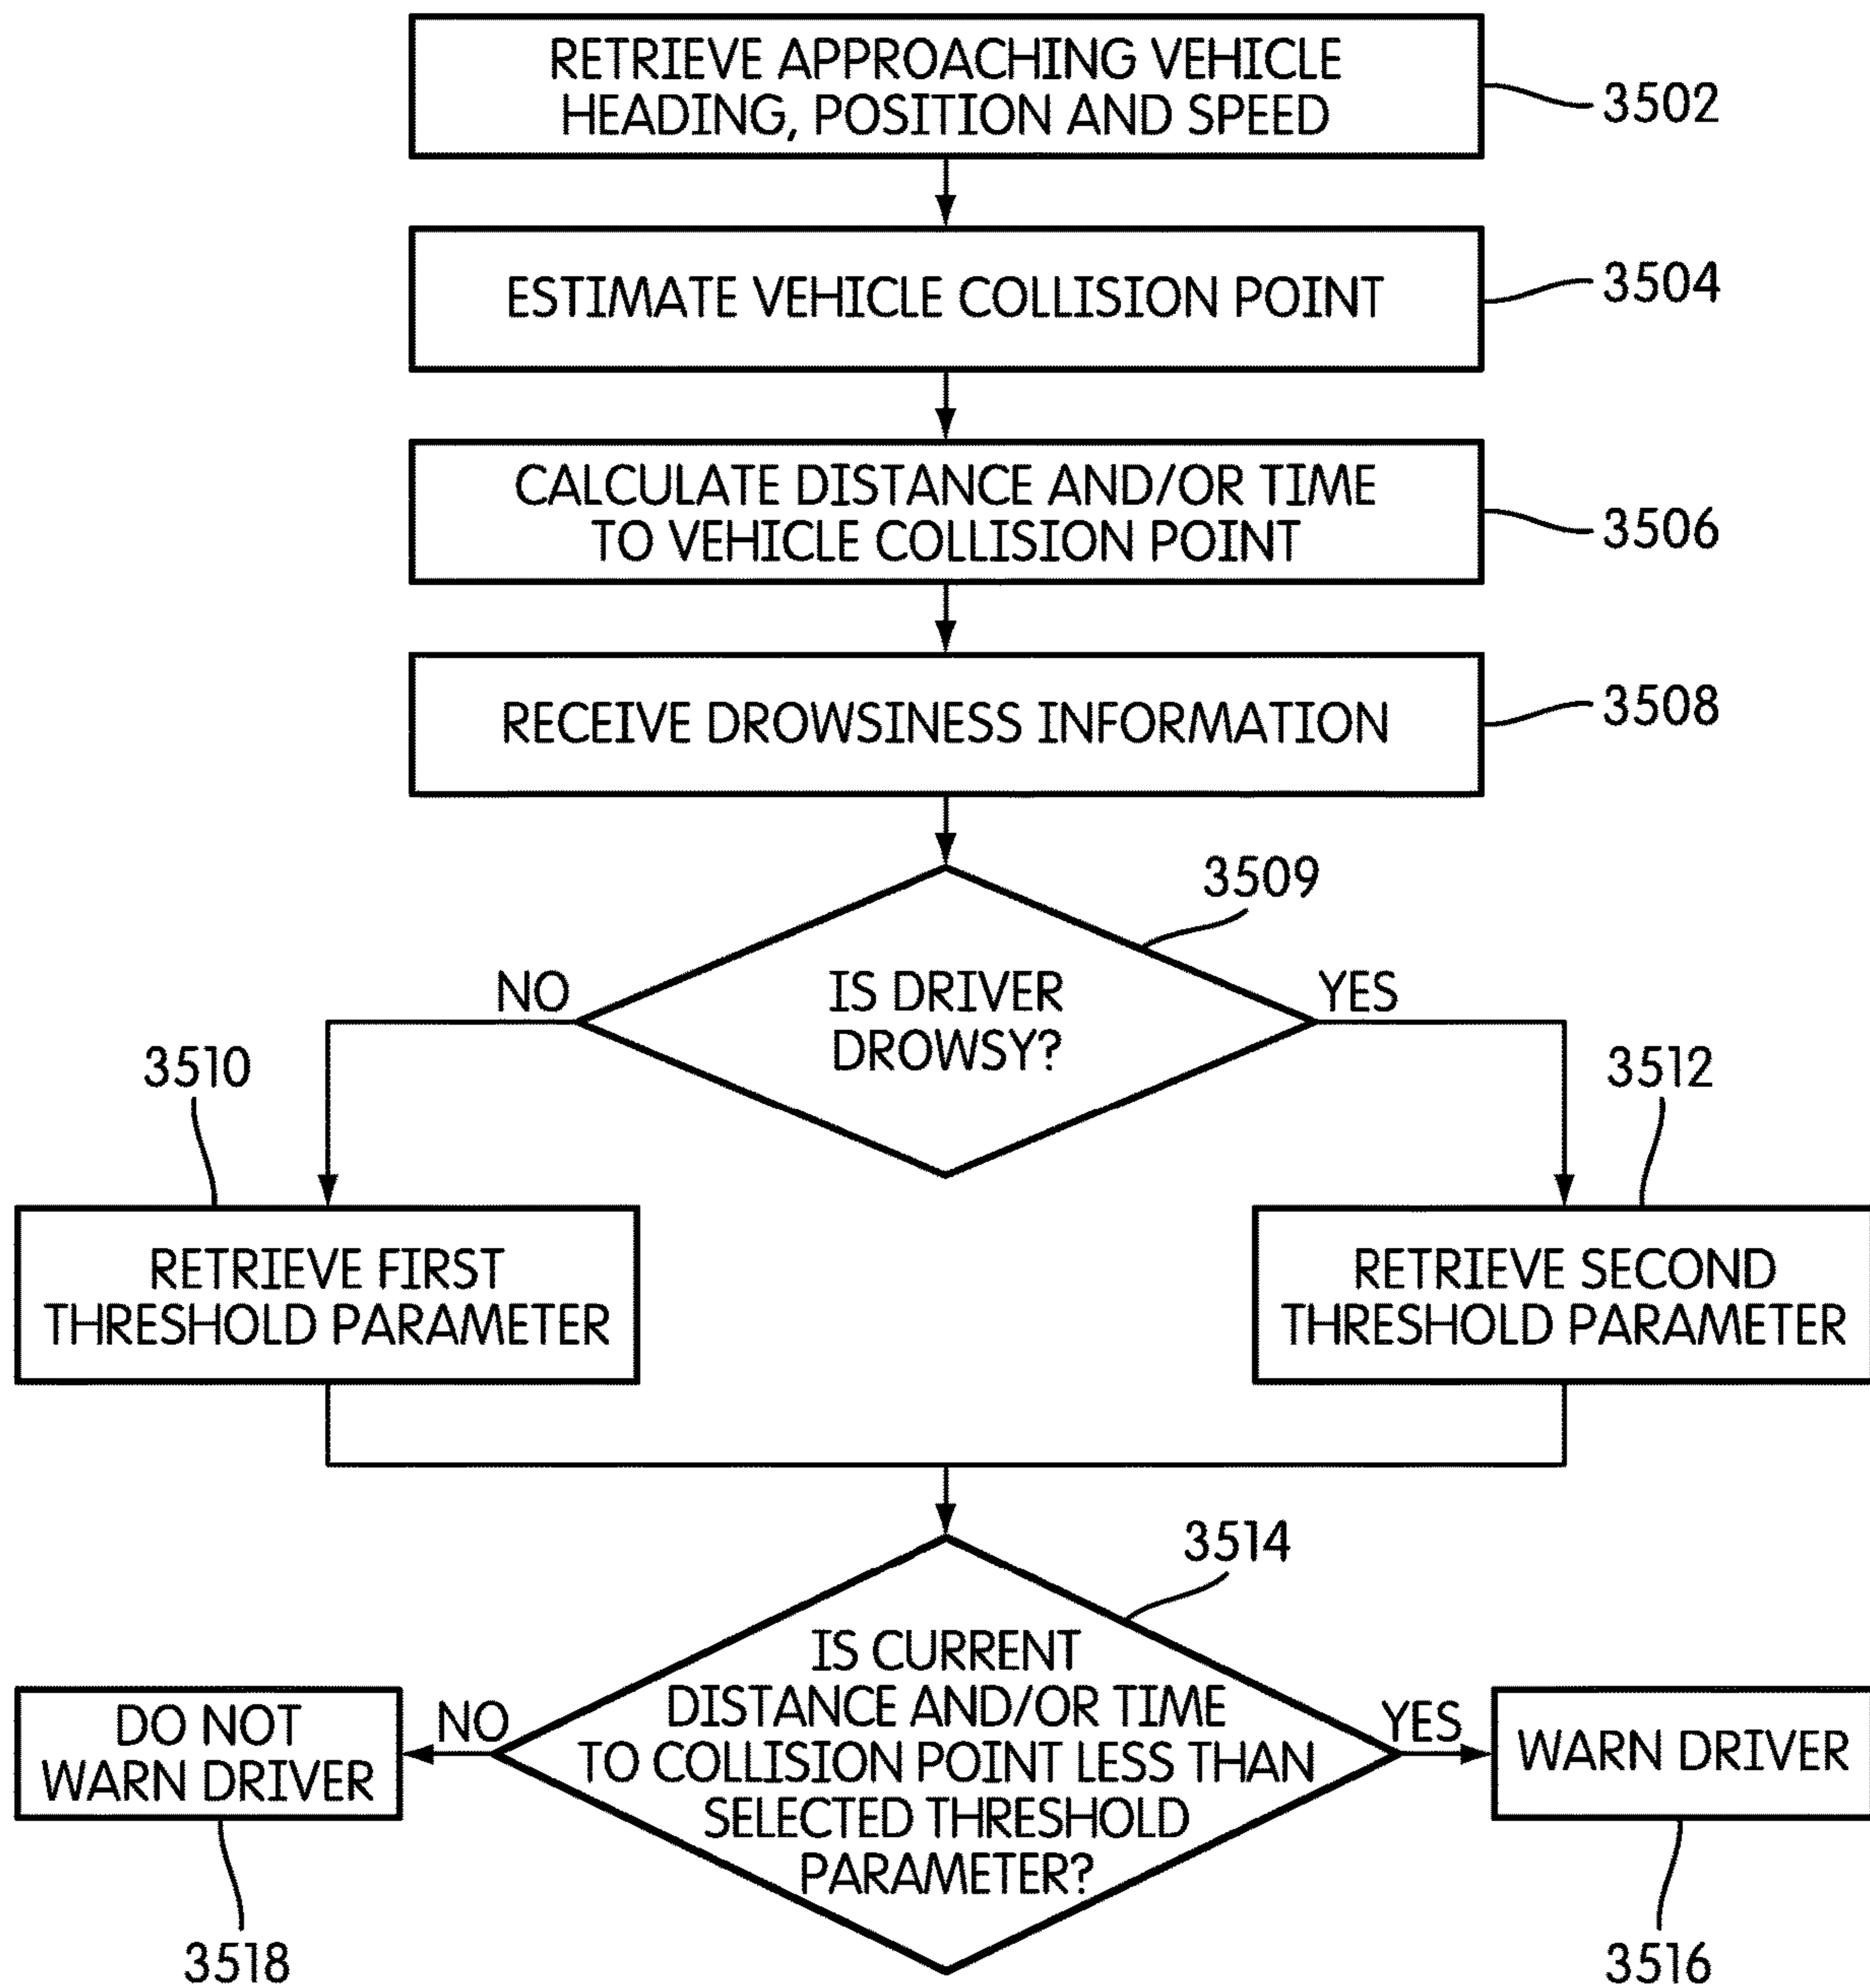 RETRIEVE APPROACHING VEHICLE
HEADING, POSITION AND SPEED
3502
ESTIMATE VEHICLE COLLISION POINT
3504
CALCULATE DISTANCE AND/OR TIME
TO VEHICLE COLLISION POINT
3506
RECEIVE DROWSINESS INFORMATION
3508
3509
IS DRIVER
DROWSY?
NO
YES
3510
3512
RETRIEVE FIRST
THRESHOLD PARAMETER
RETRIEVE SECOND
THRESHOLD PARAMETER
3514
IS CURRENT
DISTANCE AND/OR TIME
TO COLLISION POINT LESS THAN
SELECTED THRESHOLD
PARAMETER?
NO
YES
DO NOT
WARN DRIVER
WARN DRIVER
3518
3516